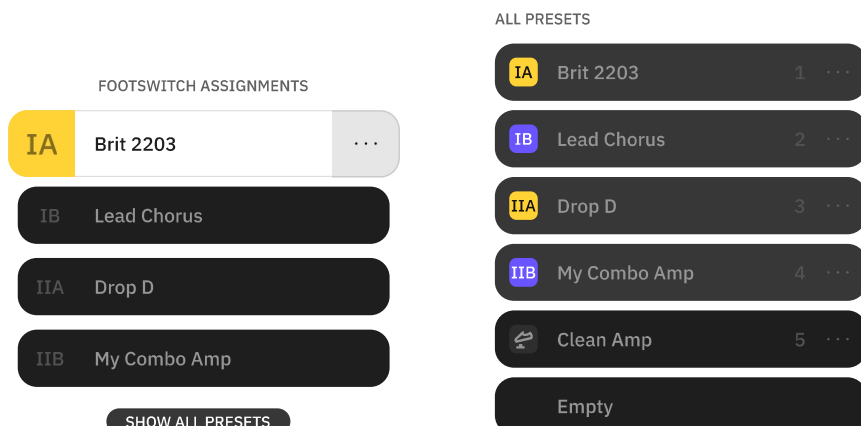 FOOTSWITCH ASSIGNMENTS
IA Brit 2203 ...
IB Lead Chorus
IIA Drop D
IIB My Combo Amp
SHOW ALL PRESETS
ALL PRESETS
IA Brit 2203 1 ...
IB Lead Chorus 2 ...
IIA Drop D 3 ...
IIB My Combo Amp 4 ...
Clean Amp 5 ...
Empty